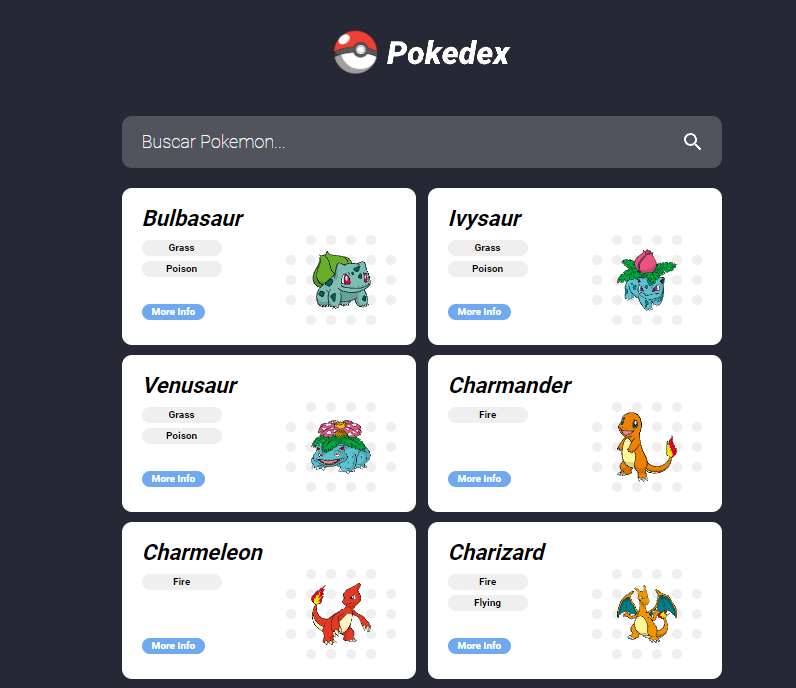 Pokedex
Buscar Pokemon...
Bulbasaur
Grass
Poison
More Info
Ivysaur
Grass
Poison
More Info
Venusaur
Grass
Poison
More Info
Charmander
Fire
More Info
Charmeleon
Fire
More Info
Charizard
Fire
Flying
More Info